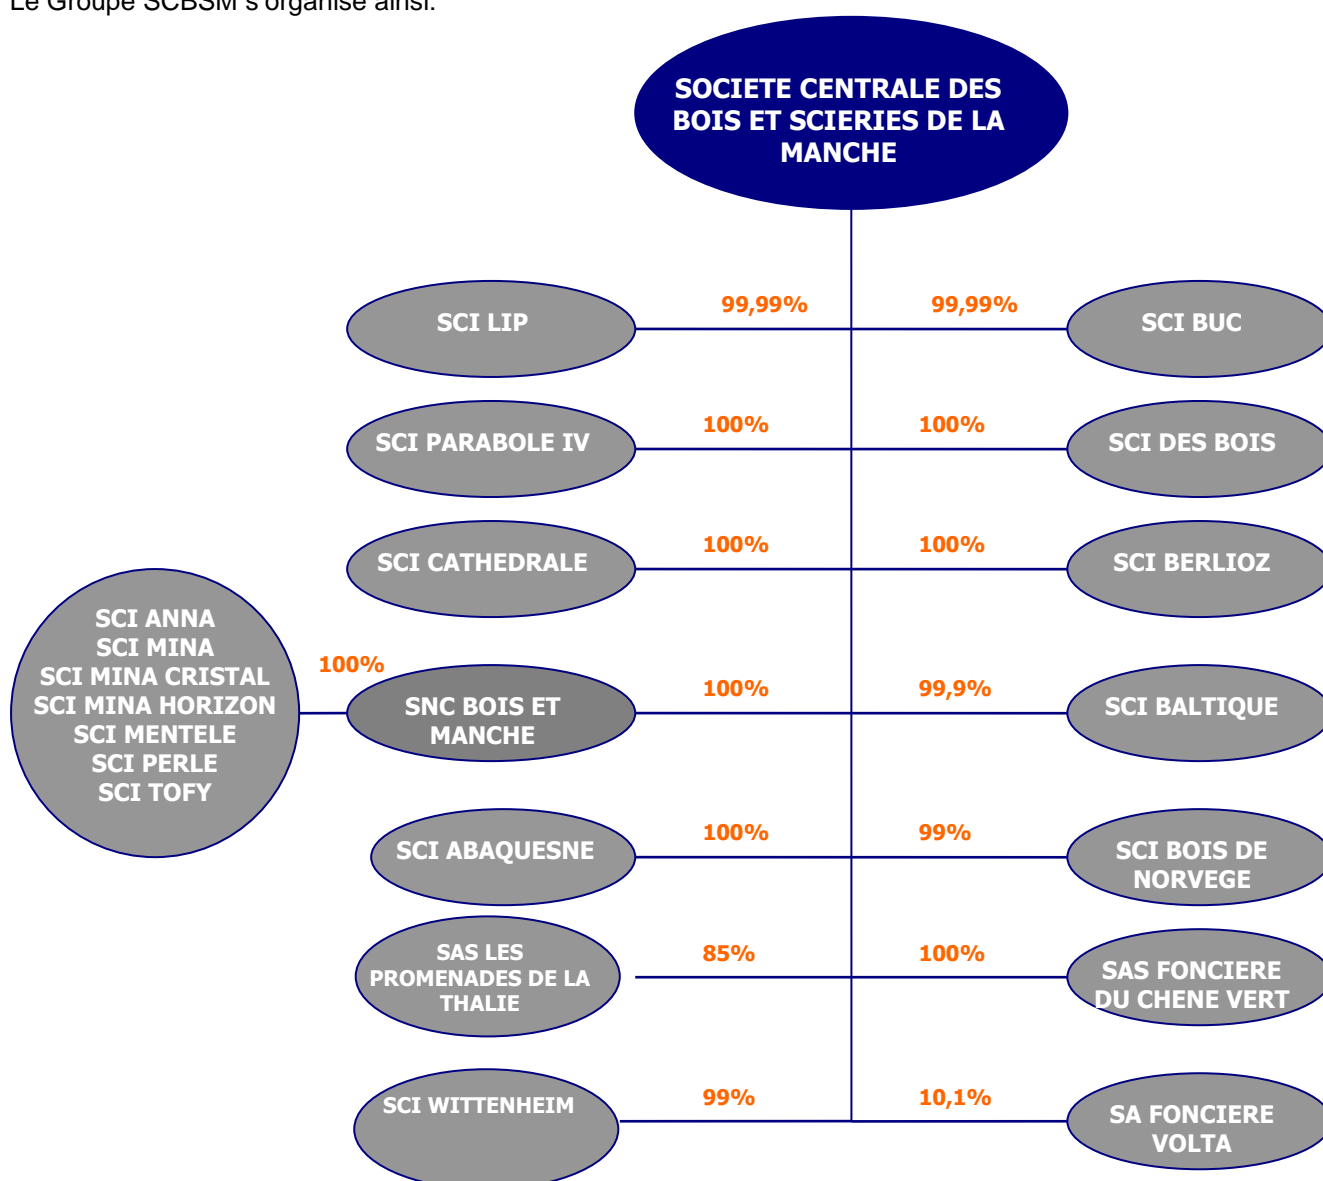 Le Groupe SCBSM s'organise ainsi:
SOCIETE CENTRALE DES
BOIS ET SCIERIES DE LA
MANCHE
SCI LIP
99,99%
99,99%
SCI BUC
SCI PARABOLE IV
100%
100%
SCI DES BOIS
SCI CATHEDRALE
100%
100%
SCI BERLIOZ
SCI ANNA
SCI MINA
SCI MINA CRISTAL
SCI MINA HORIZON
SCI MENTELE
SCI PERLE
SCI TOFY
100%
SNC BOIS ET
MANCHE
100%
99,9%
SCI BALTIQUE
SCI ABAQUESNE
100%
99%
SCI BOIS DE
NORVEGE
SAS LES
PROMENADES DE LA
THALIE
85%
100%
SAS FONCIERE
DU CHENE VERT
SCI WITTENHEIM
99%
10,1%
SA FONCIERE
VOLTA